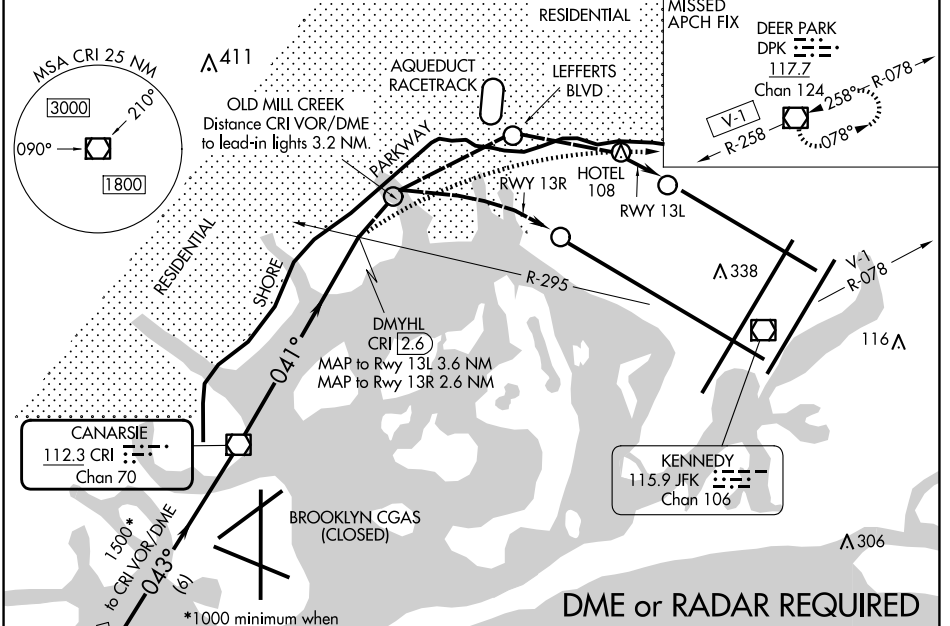 MISSED
APCH FIX
RESIDENTIAL
DEER PARK
DPK
117.7
Chan 124
V-1
R-258
258°
078°
R-078
MSA CRI 25 NM
3000
210°
090°
1800
411
AQUEDUCT
RACETRACK
LEFFERTS
BLVD
OLD MILL CREEK
Distance CRI VOR/DME
to lead-in lights 3.2 NM.
PARKWAY
HOTEL
108
RWY 13R
RWY 13L
RESIDENTIAL
SHORE
R-295
338
V-1
R-078
DMYHL
CRI 2.6
MAP to Rwy 13L 3.6 NM
MAP to Rwy 13R 2.6 NM
116
041°
CANARSIE
112.3 CRI
Chan 70
KENNEDY
115.9 JFK
Chan 106
BROOKLYN CGAS
(CLOSED)
1500*
to CRI VOR/DME
043°
(6)
306
*1000 minimum when
DME or RADAR REQUIRED